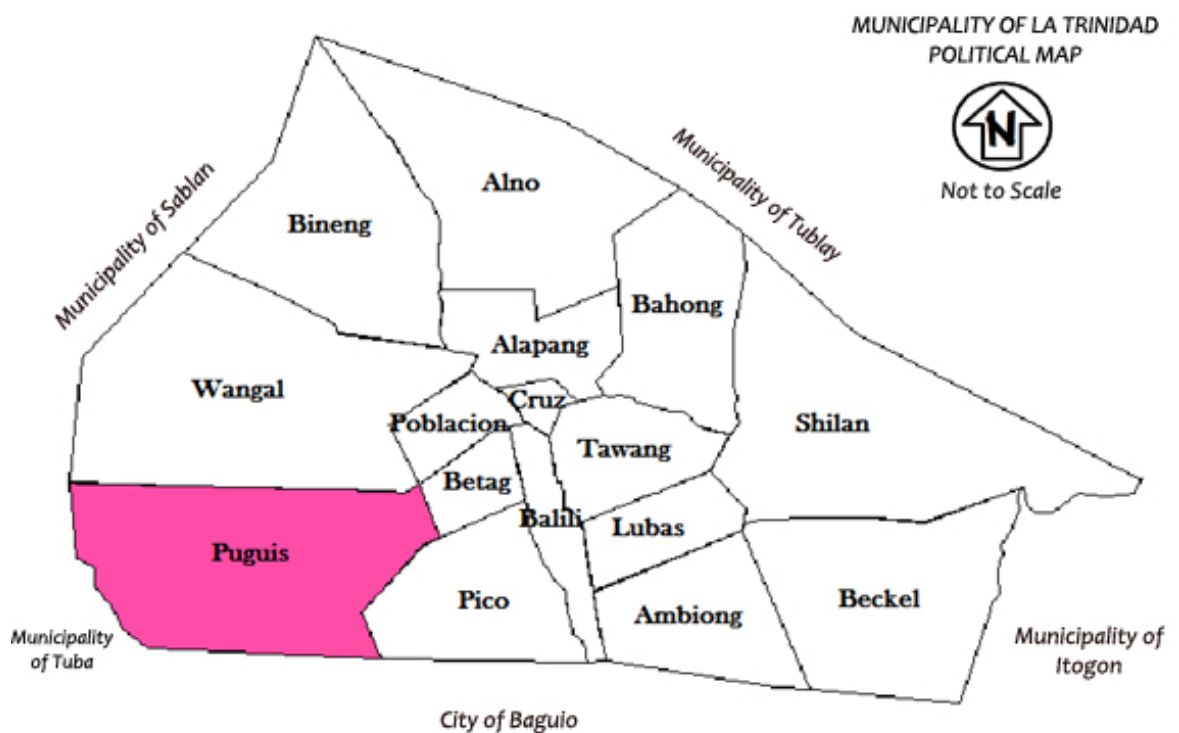 MUNICIPALITY OF LA TRINIDAD
POLITICAL MAP
N
Not to Scale
Municipality of Sablan
Municipality of Tublay
Alno
Bineng
Bahong
Alapang
Wangal
Cruz
Poblacion
Shilan
Tawang
Betag
Balili
Lubas
Puguis
Pico
Ambiong
Beckel
Municipality
of Tuba
Municipality of
Itogon
City of Baguio